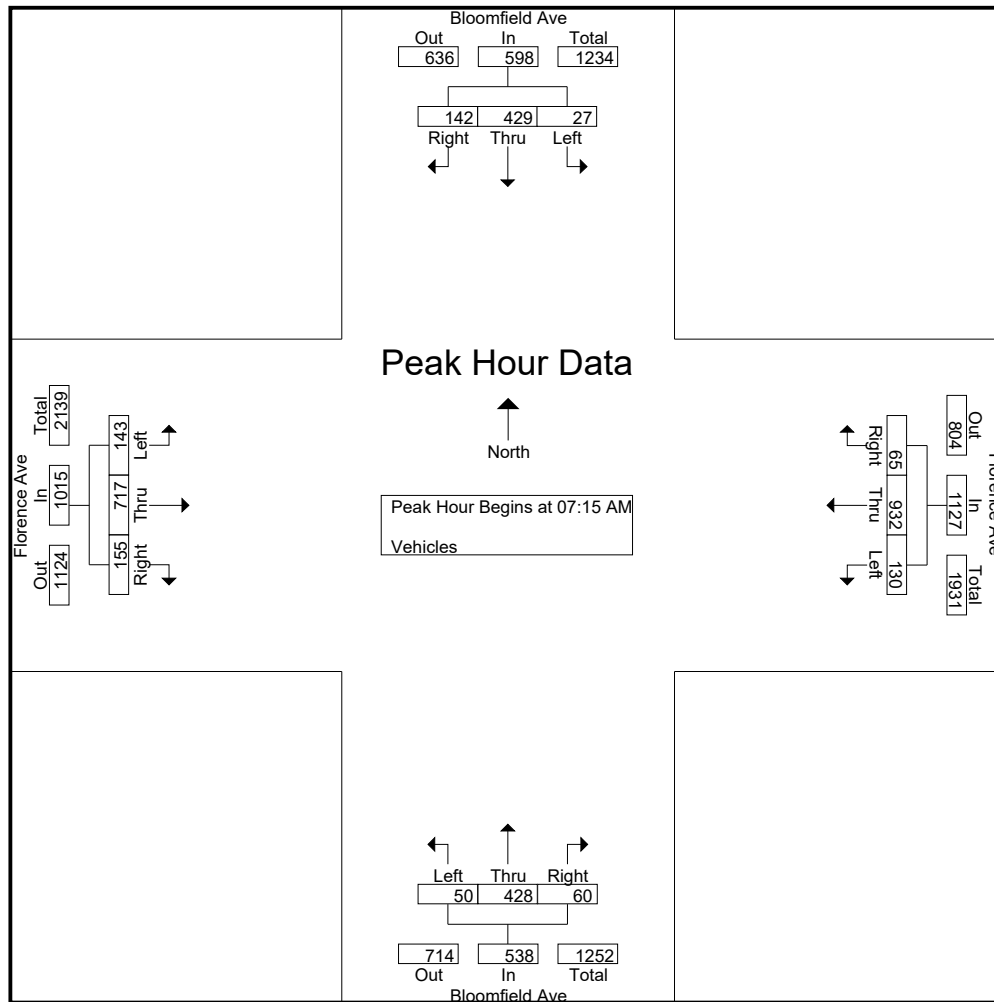 Bloomfield Ave
Out In Total
636 598 1234
142 429 27
Right Thru Left
Peak Hour Data
North
Peak Hour Begins at 07:15 AM
Vehicles
Florence Ave
Out In Total
1124 1015 2139
155 717 143
Right Thru Left
Florence Ave
Out In Total
804 1127 1931
65 932 130
Right Thru Left
Left Thru Right
50 428 60
714 538 1252
Out In Total
Bloomfield Ave